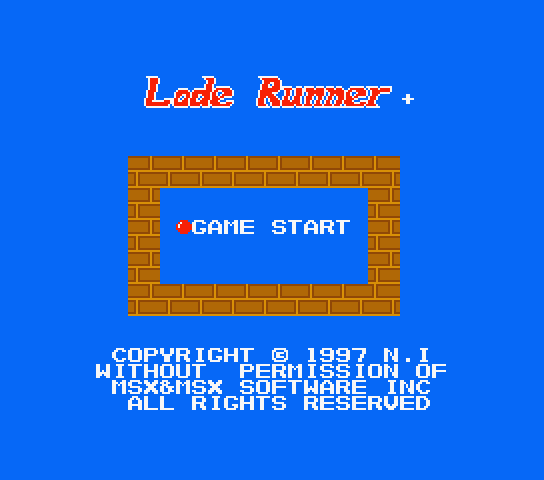 Lode Runner +
GAME START
COPYRIGHT © 1997 N.I
WITHOUT PERMISSION OF
MSX&MSX SOFTWARE INC
ALL RIGHTS RESERVED